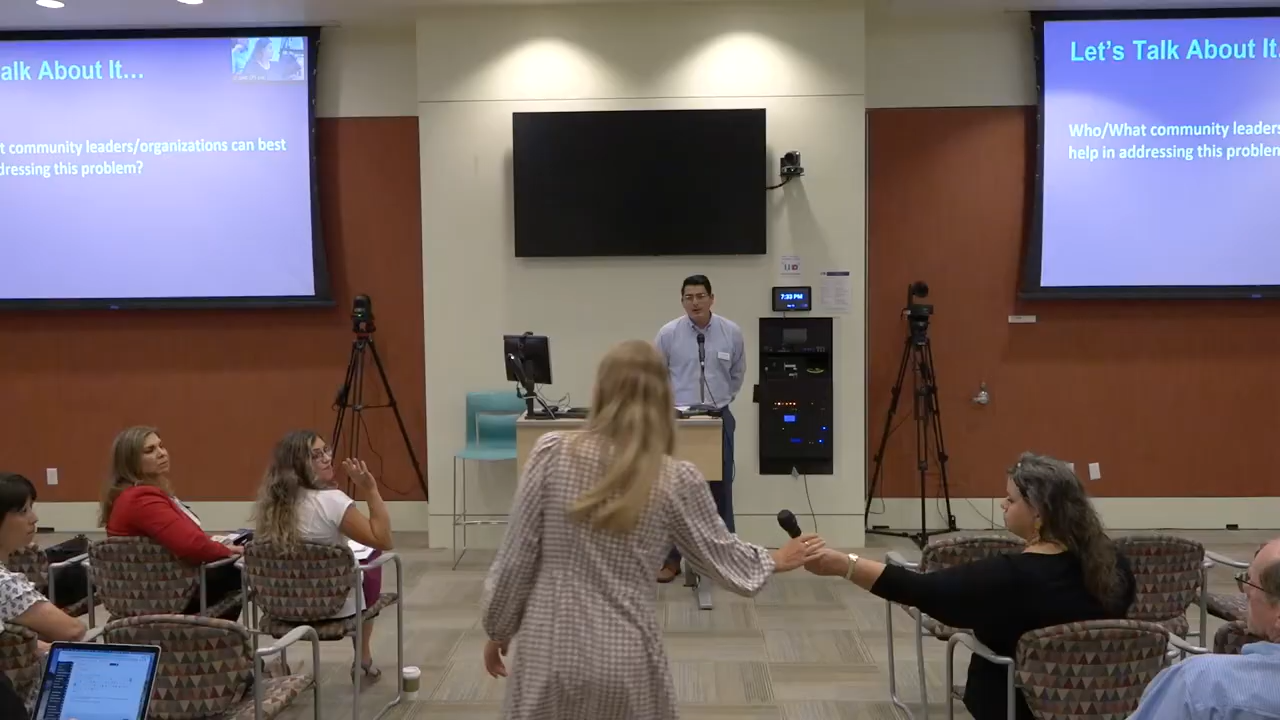 alk About It...
t community leaders/organizations can best
dressing this problem?
Let's Talk About It.
Who/What community leaders
help in addressing this problem
7:33 PM